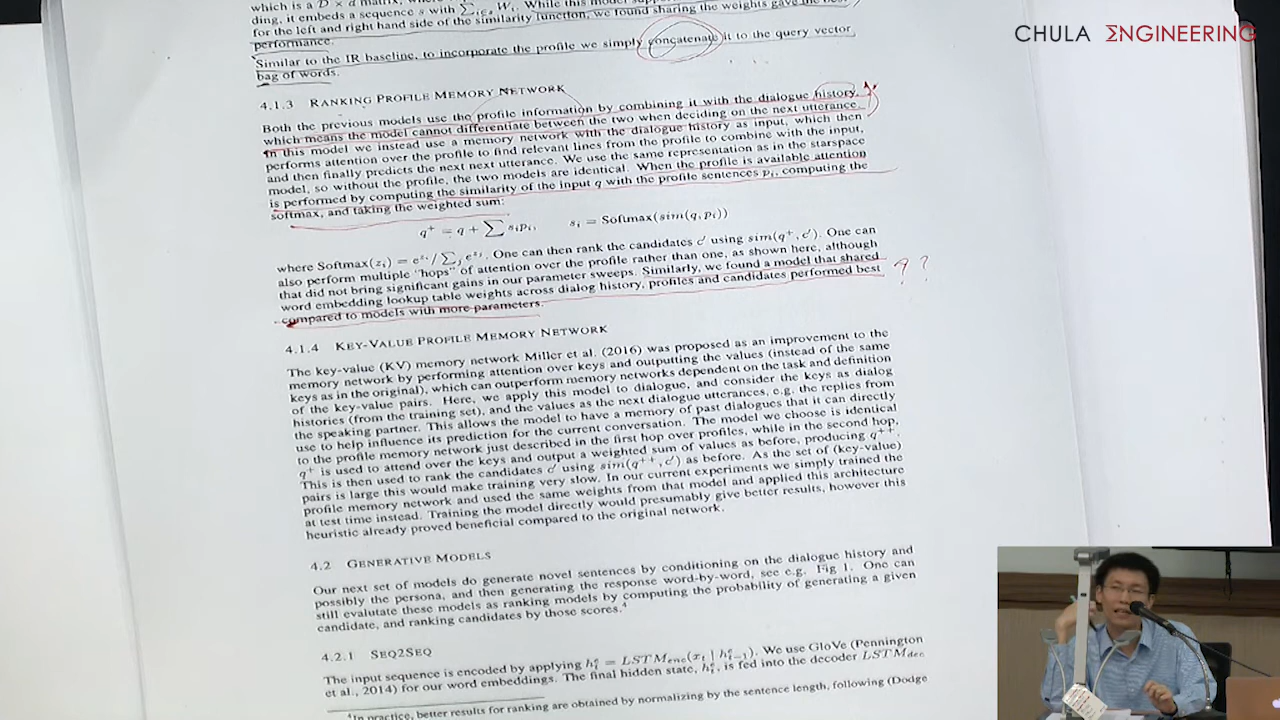 which is a D × d matrix,
ding, it embeds a sequence s with Σ i∈s Wi. While this model
for the left and right hand side of the similarity function, we found sharing the weights gave the best
performance.
Similar to the IR baseline, to incorporate the profile we simply concatenate it to the query vector
bag of words.
4.1.3 RANKING PROFILE MEMORY NETWORK
Both the previous models use the profile information by combining it with the dialogue history,
which means the model cannot differentiate between the two when deciding on the next utterance.
In this model we instead use a memory network with the dialogue history as input, which then
performs attention over the profile to find relevant lines from the profile to combine with the input,
and then finally predicts the next next utterance. We use the same representation as in the starspace
model, so without the profile, the two models are identical. When the profile is available attention
is performed by computing the similarity of the input q with the profile sentences pi, computing the
softmax, and taking the weighted sum:
q+ = q + Σ sipi, si = Softmax(sim(q, pi))
where Softmax(zi) = e^zi / Σj e^zj. One can then rank the candidates c′ using sim(q+, c′). One can
also perform multiple "hops" of attention over the profile rather than one, as shown here, although
that did not bring significant gains in our parameter sweeps. Similarly, we found a model that shared
word embedding lookup table weights across dialog history, profiles and candidates performed best
compared to models with more parameters.
? ?
4.1.4 KEY-VALUE PROFILE MEMORY NETWORK
The key-value (KV) memory network Miller et al. (2016) was proposed as an improvement to the
memory network by performing attention over keys and outputting the values (instead of the same
keys as in the original), which can outperform memory networks dependent on the task and definition
of the key-value pairs. Here, we apply this model to dialogue, and consider the keys as dialog
histories (from the training set), and the values as the next dialogue utterances, e.g. the replies from
the speaking partner. This allows the model to have a memory of past dialogues that it can directly
use to help influence its prediction for the current conversation. The model we choose is identical
to the profile memory network just described in the first hop over profiles, while in the second hop,
q+ is used to attend over the keys and output a weighted sum of values as before, producing q++.
This is then used to rank the candidates c′ using sim(q++, c′) as before. As the set of (key-value)
pairs is large this would make training very slow. In our current experiments we simply trained the
profile memory network and used the same weights from that model and applied this architecture
at test time instead. Training the model directly would presumably give better results, however this
heuristic already proved beneficial compared to the original network.
4.2 GENERATIVE MODELS
Our next set of models do generate novel sentences by conditioning on the dialogue history and
possibly the persona, and then generating the response word-by-word, see e.g. Fig 1. One can
still evalutate these models as ranking models by computing the probability of generating a given
candidate, and ranking candidates by those scores.4
4.2.1 SEQ2SEQ
The input sequence is encoded by applying h^e_t = LSTMenc(xt | h^e_t−1). We use GloVe (Pennington
et al., 2014) for our word embeddings. The final hidden state, h^e_t, is fed into the decoder LSTMdec
4In practice, better results for ranking are obtained by normalizing by the sentence length, following (Dodge
CHULA ΣNGINEERING